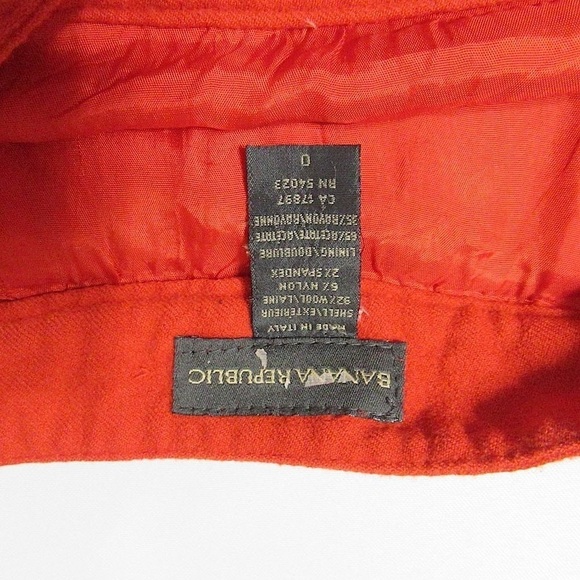 BANANA REPUBLIC
MADE IN ITALY
SHELL/EXTERIEUR
92% WOOL/LAINE
6% NYLON
2% SPANDEX
LINING/DOUBLURE
65% ACETATE/ACETATE
35% RAYON/RAYONNE
CA 17897
RN 54023
0